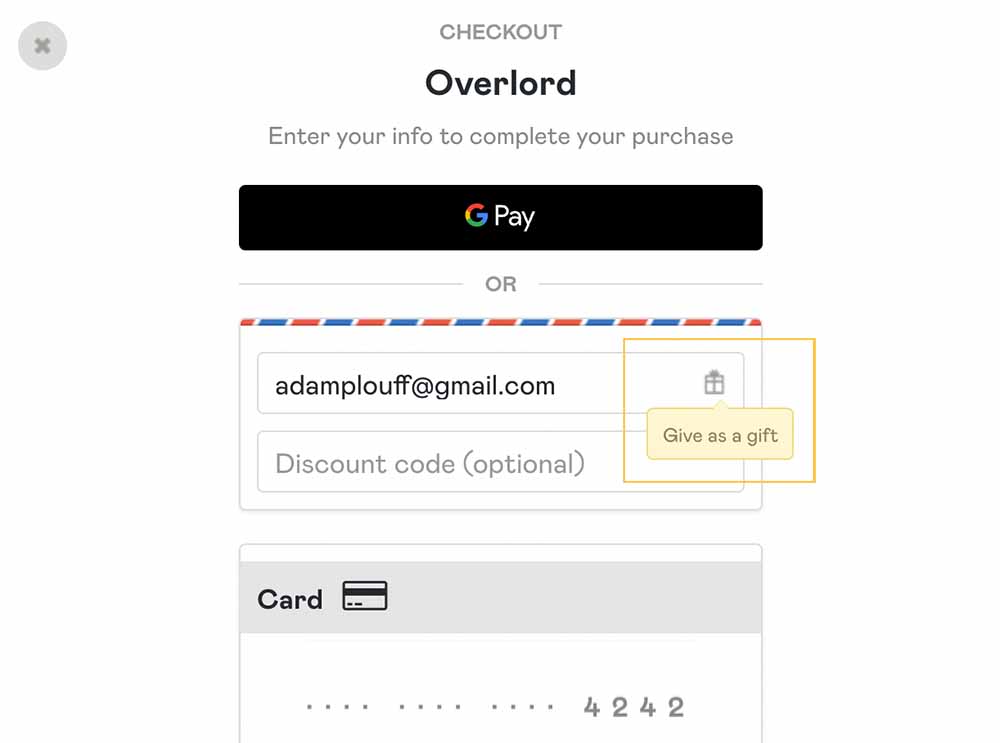 CHECKOUT
Overlord
Enter your info to complete your purchase
G Pay
OR
adamplouff@gmail.com
Give as a gift
Discount code (optional)
Card
.... .... .... 4242